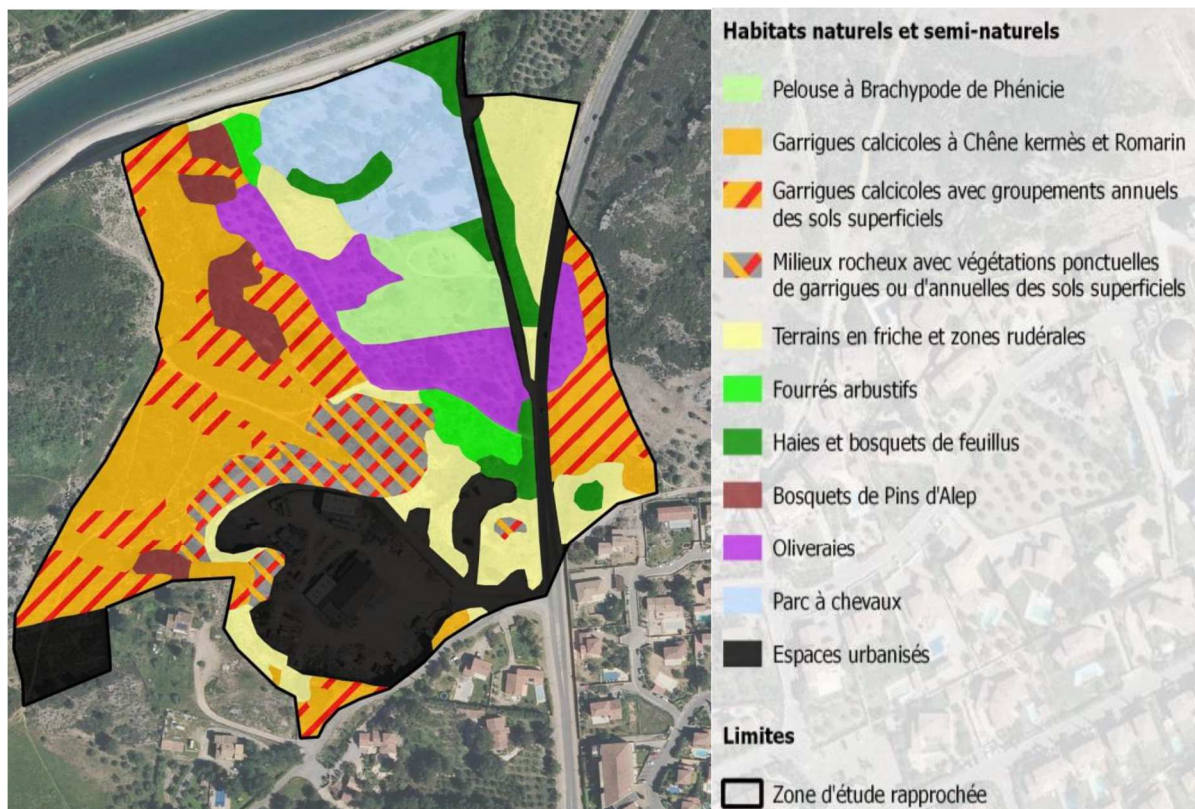 Habitats naturels et semi-naturels
Pelouse à Brachypode de Phénicie
Garrigues calcicoles à Chêne kermès et Romarin
Garrigues calcicoles avec groupements annuels
des sols superficiels
Milieux rocheux avec végétations ponctuelles
de garrigues ou d'annuelles des sols superficiels
Terrains en friche et zones rudérales
Fourrés arbustifs
Haies et bosquets de feuillus
Bosquets de Pins d'Alep
Oliveraies
Parc à chevaux
Espaces urbanisés
Limites
Zone d'étude rapprochée